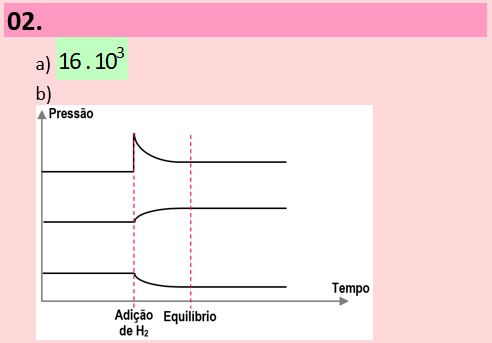 02.
a) 16 . 10³
b)
Pressão
Tempo
Adição
de H₂
Equilíbrio